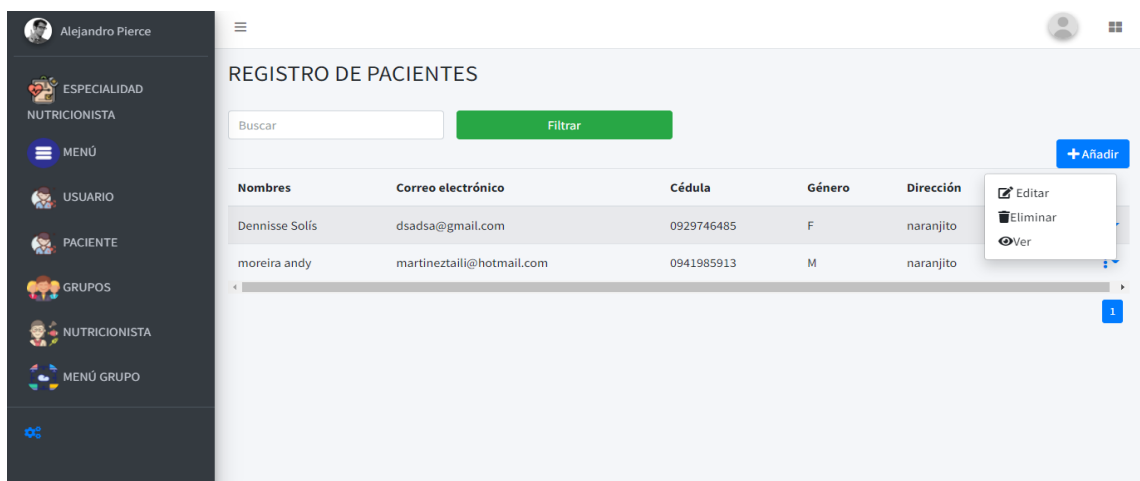 Alejandro Pierce
ESPECIALIDAD
NUTRICIONISTA
MENÚ
USUARIO
PACIENTE
GRUPOS
NUTRICIONISTA
MENÚ GRUPO
REGISTRO DE PACIENTES
Buscar Filtrar
Añadir
Nombres Correo electrónico Cédula Género Dirección
Dennisse Solís dsadsa@gmail.com 0929746485 F naranjito
moreira andy martineztaili@hotmail.com 0941985913 M naranjito
Editar
Eliminar
Ver
1